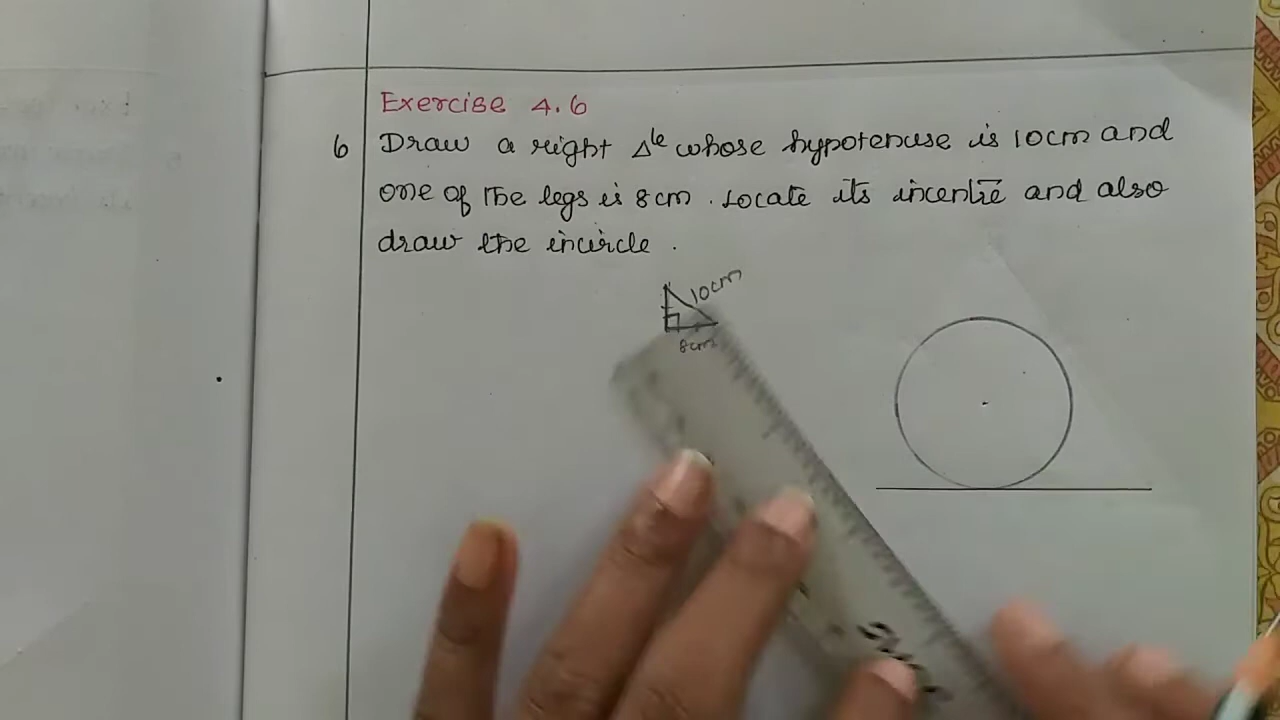 Exercise 4.6
6 Draw a right Δle whose hypotenuse is 10cm and
one of the legs is 8cm. Locate its incentre and also
draw the incircle.
10cm
8cm